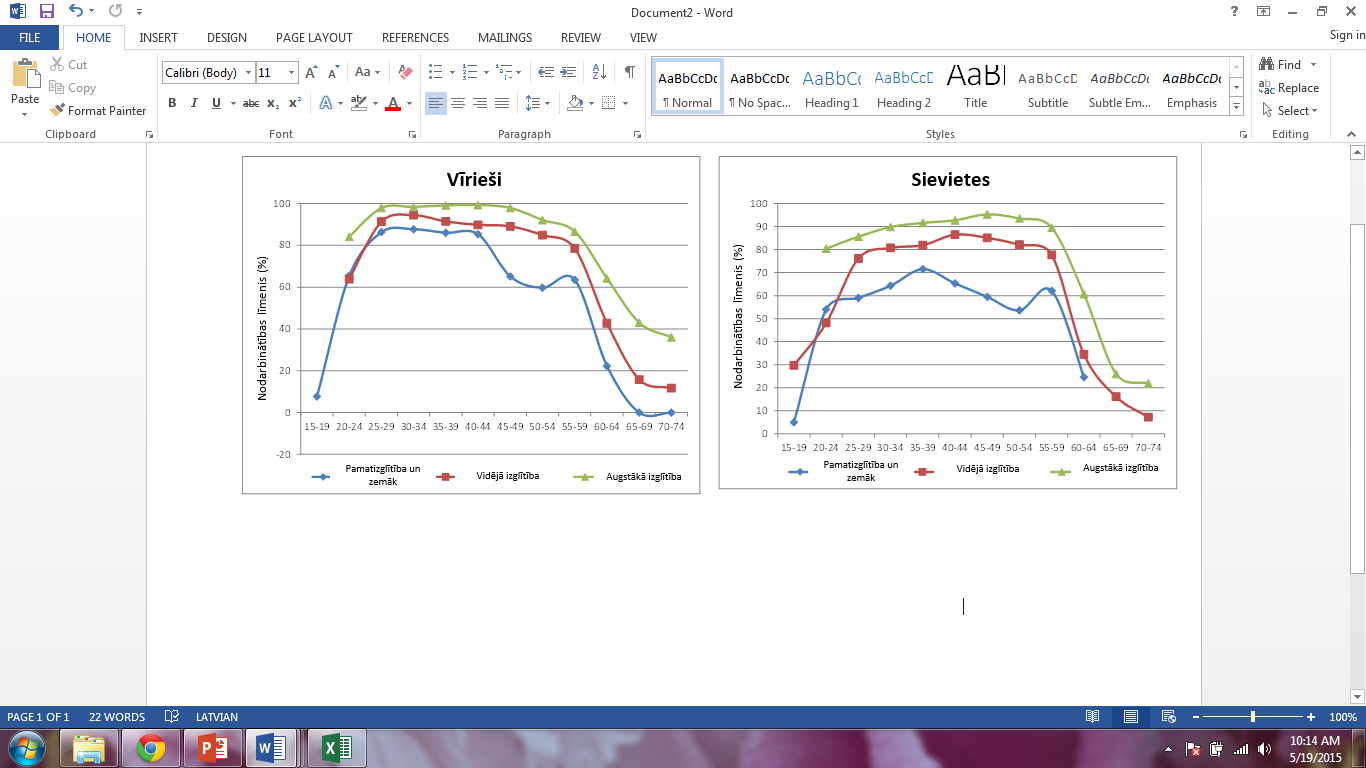 Document2 - Word
FILE HOME INSERT DESIGN PAGE LAYOUT REFERENCES MAILINGS REVIEW VIEW Sign in
Paste
Cut
Copy
Format Painter
Clipboard
Calibri (Body) 11
Font
Paragraph
AaBbCcDc AaBbCcDc AaBbCc AaBbCcD AaBl AaBbCcD AaBbCcDc AaBbCcDc
¶ Normal ¶ No Spac... Heading 1 Heading 2 Title Subtitle Subtle Em... Emphasis
Styles
Find
Replace
Select
Editing
Vīrieši
Nodarbinātības līmenis (%)
100
80
60
40
20
0
-20
15-19 20-24 25-29 30-34 35-39 40-44 45-49 50-54 55-59 60-64 65-69 70-74
Pamatizglītība un
zemāk
Vidējā izglītība
Augstākā izglītība
Sievietes
Nodarbinātības līmenis (%)
100
90
80
70
60
50
40
30
20
10
0
15-19 20-24 25-29 30-34 35-39 40-44 45-49 50-54 55-59 60-64 65-69 70-74
Pamatizglītība un
zemāk
Vidējā izglītība
Augstākā izglītība
PAGE 1 OF 1 22 WORDS LATVIAN 100%
10:14 AM
5/19/2015